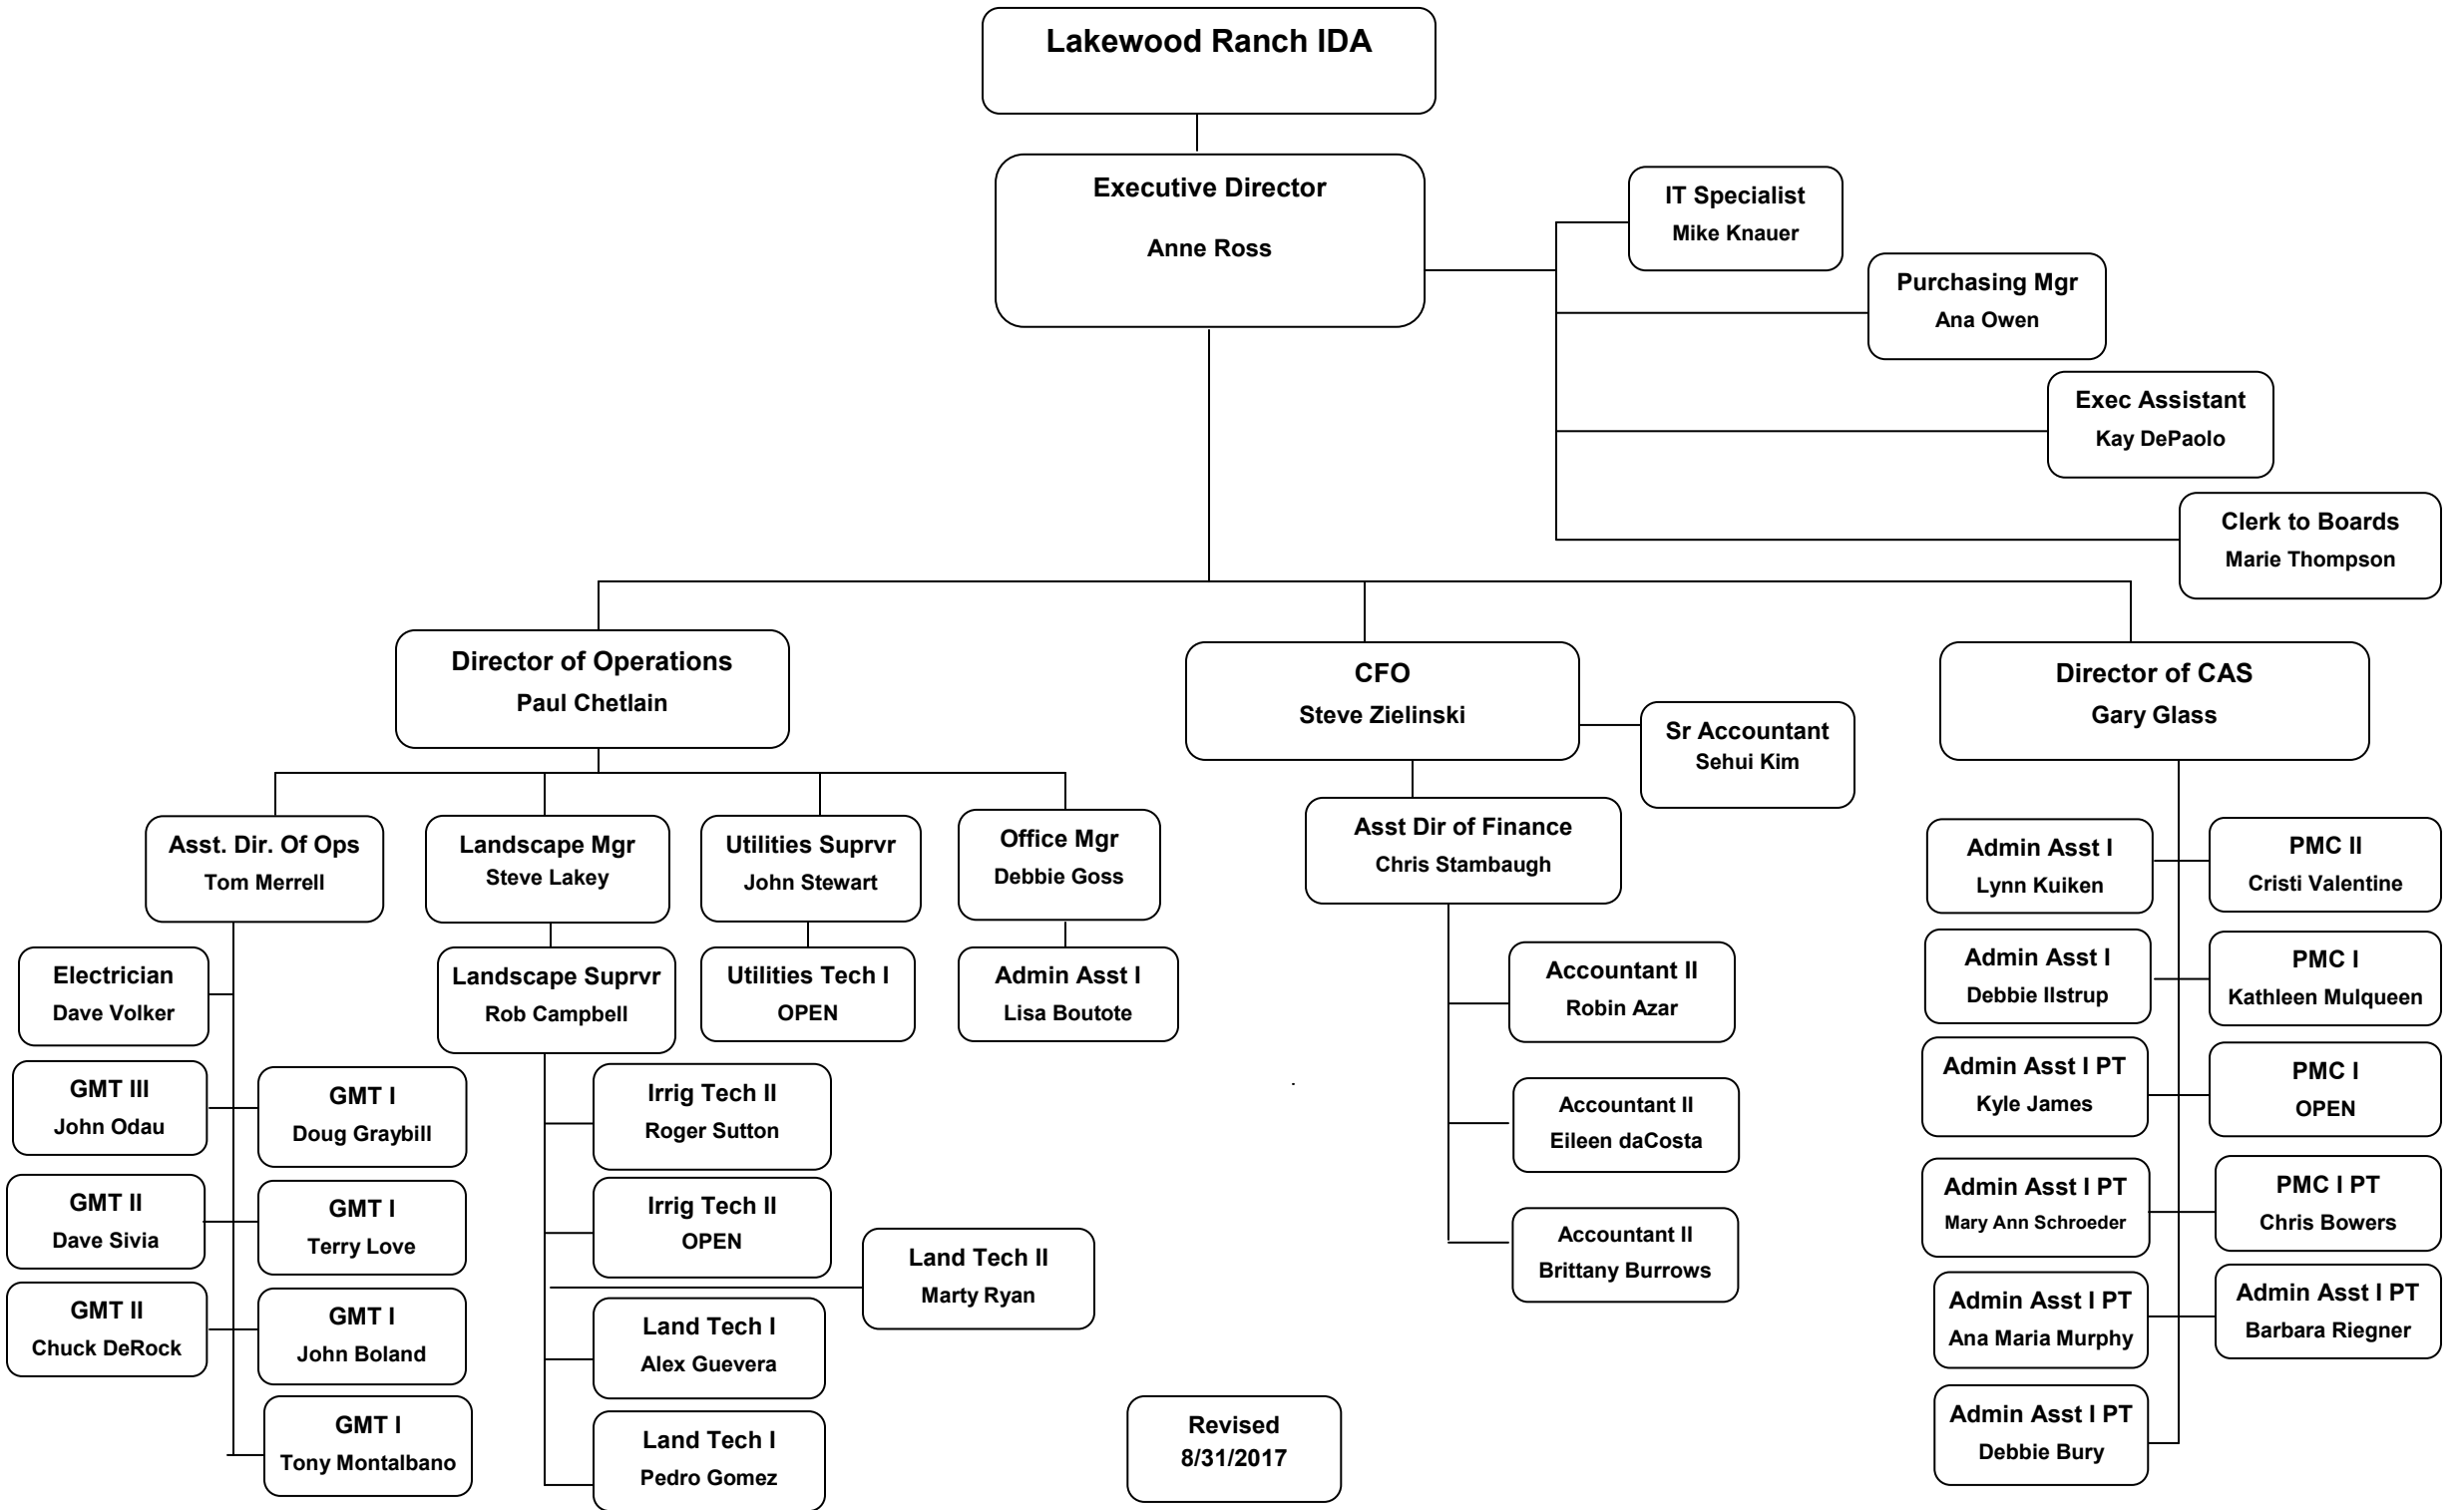 Lakewood Ranch IDA
Executive Director
Anne Ross
IT Specialist
Mike Knauer
Purchasing Mgr
Ana Owen
Exec Assistant
Kay DePaolo
Clerk to Boards
Marie Thompson
Director of Operations
Paul Chetlain
CFO
Steve Zielinski
Sr Accountant
Sehui Kim
Director of CAS
Gary Glass
Asst. Dir. Of Ops
Tom Merrell
Landscape Mgr
Steve Lakey
Utilities Suprvr
John Stewart
Office Mgr
Debbie Goss
Asst Dir of Finance
Chris Stambaugh
Admin Asst I
Lynn Kuiken
PMC II
Cristi Valentine
Electrician
Dave Volker
Landscape Suprvr
Rob Campbell
Utilities Tech I
OPEN
Admin Asst I
Lisa Boutote
Accountant II
Robin Azar
Admin Asst I
Debbie Ilstrup
PMC I
Kathleen Mulqueen
GMT III
John Odau
GMT I
Doug Graybill
Irrig Tech II
Roger Sutton
Accountant II
Eileen daCosta
Admin Asst I PT
Kyle James
PMC I
OPEN
GMT II
Dave Sivia
GMT I
Terry Love
Irrig Tech II
OPEN
Land Tech II
Marty Ryan
Accountant II
Brittany Burrows
Admin Asst I PT
Mary Ann Schroeder
PMC I PT
Chris Bowers
GMT II
Chuck DeRock
GMT I
John Boland
Land Tech I
Alex Guevera
Admin Asst I PT
Ana Maria Murphy
Admin Asst I PT
Barbara Riegner
GMT I
Tony Montalbano
Land Tech I
Pedro Gomez
Revised
8/31/2017
Admin Asst I PT
Debbie Bury